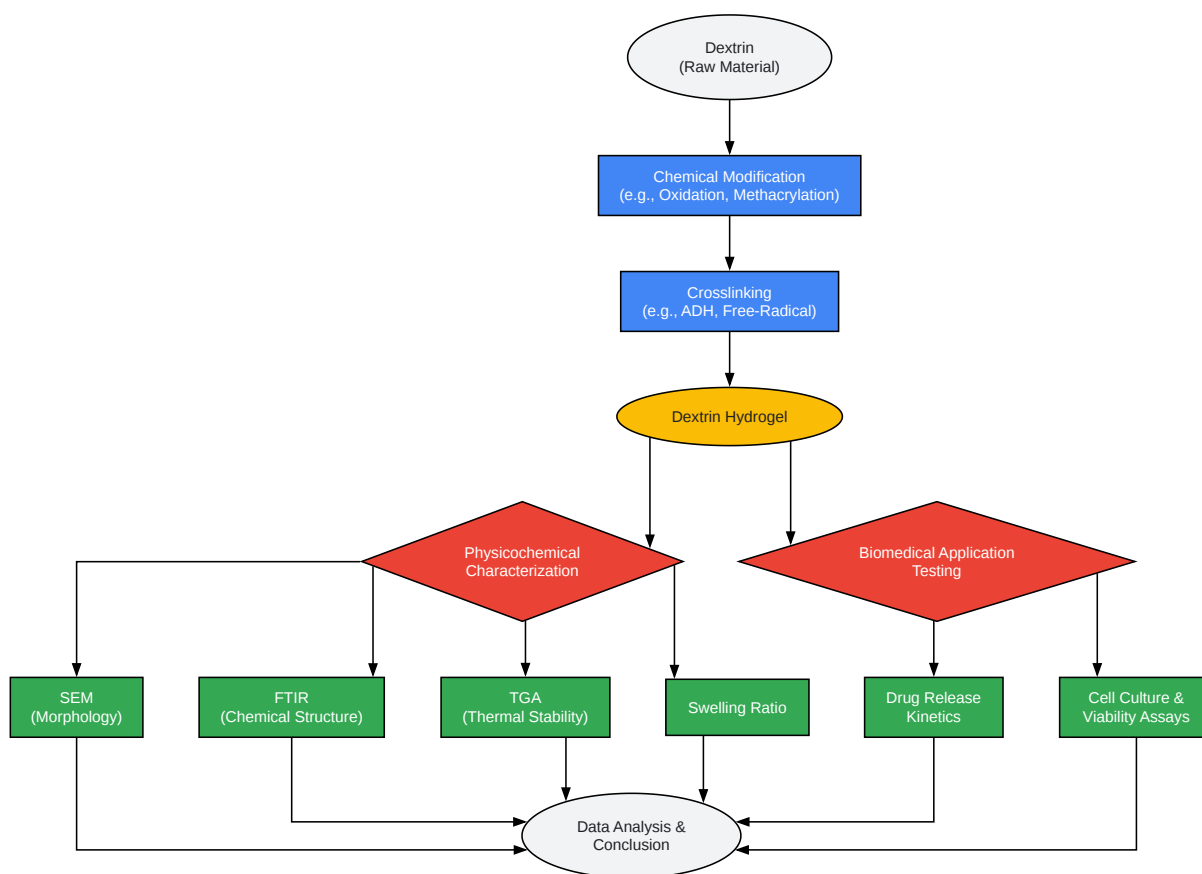 Dextrin
(Raw Material)
Chemical Modification
(e.g., Oxidation, Methacrylation)
Crosslinking
(e.g., ADH, Free-Radical)
Dextrin Hydrogel
Physicochemical
Characterization
Biomedical Application
Testing
SEM
(Morphology)
FTIR
(Chemical Structure)
TGA
(Thermal Stability)
Swelling Ratio
Drug Release
Kinetics
Cell Culture &
Viability Assays
Data Analysis &
Conclusion